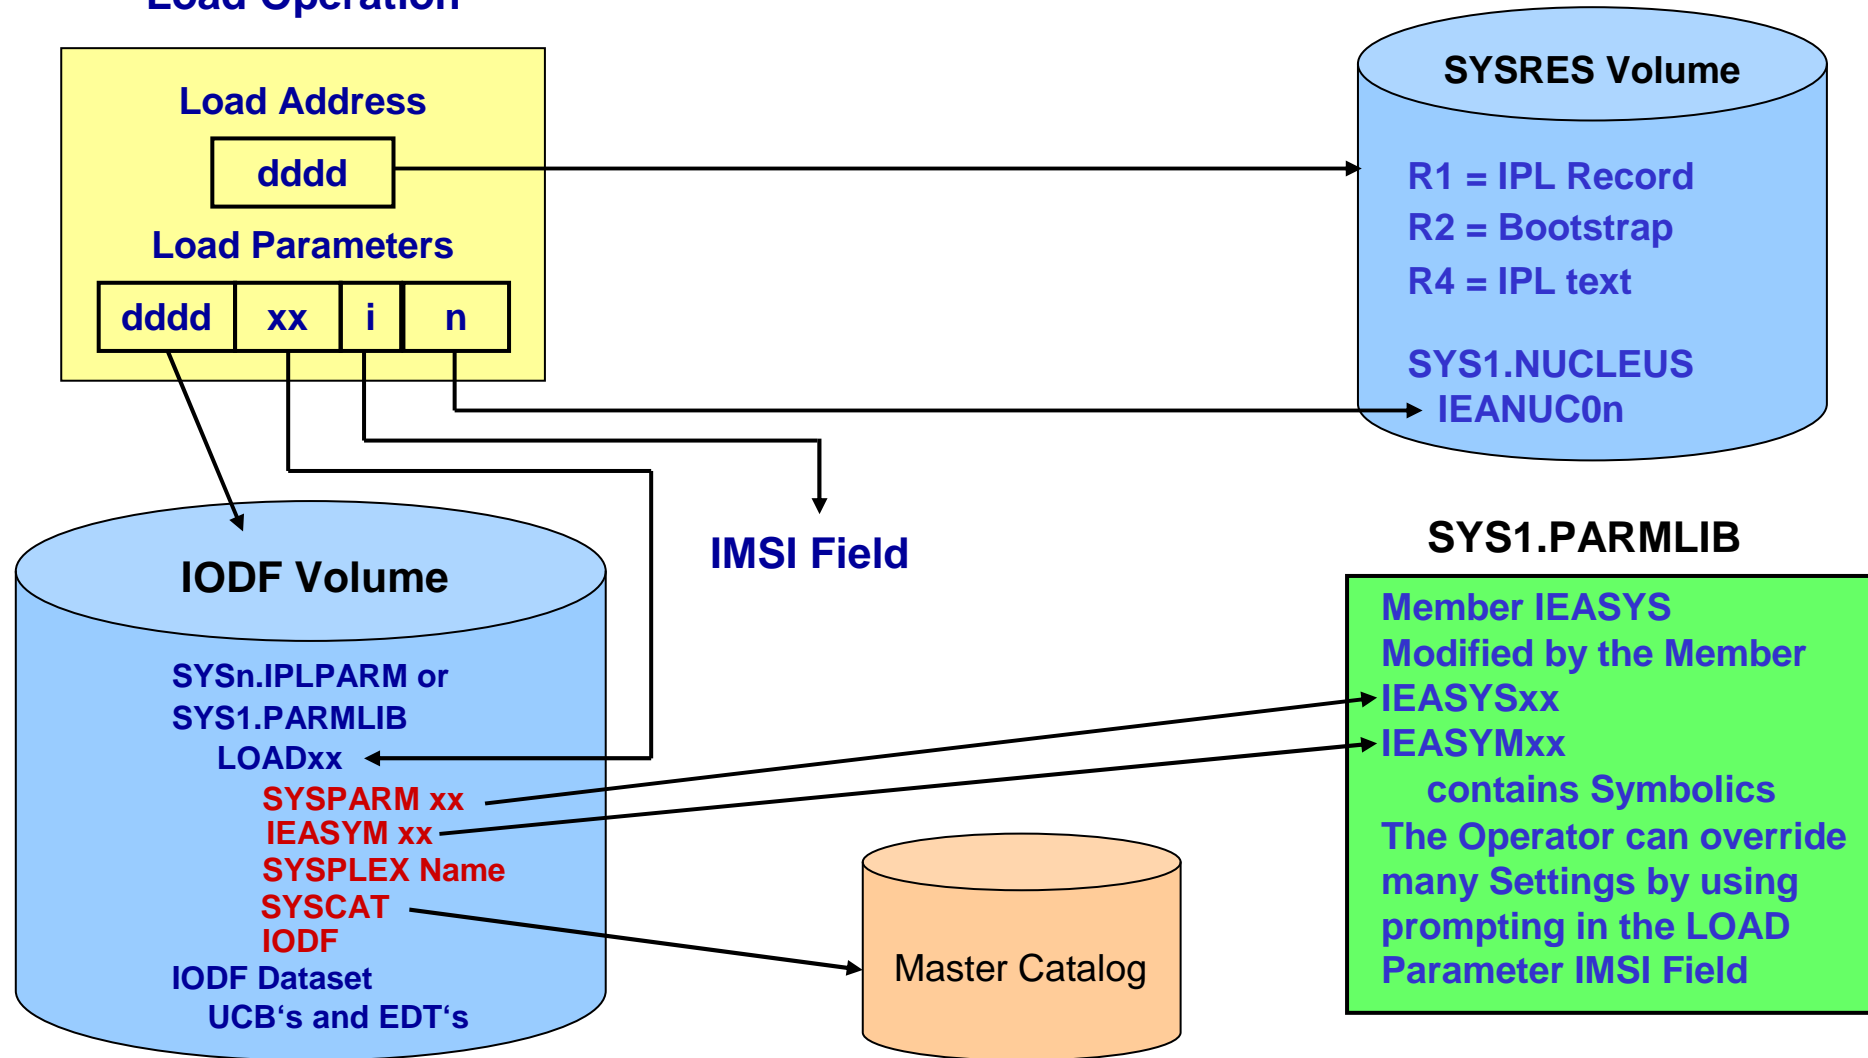 Load Operation
Load Address
dddd
Load Parameters
dddd xx i n
SYSRES Volume
R1 = IPL Record
R2 = Bootstrap
R4 = IPL text
SYS1.NUCLEUS
IEANUC0n
IMSI Field
IODF Volume
SYSn.IPLPARM or
SYS1.PARMLIB
LOADxx
SYSPARM xx
IEASYM xx
SYSPLEX Name
SYSCAT
IODF
IODF Dataset
UCB‘s and EDT‘s
Master Catalog
SYS1.PARMLIB
Member IEASYS
Modified by the Member
IEASYSxx
IEASYMxx
contains Symbolics
The Operator can override
many Settings by using
prompting in the LOAD
Parameter IMSI Field